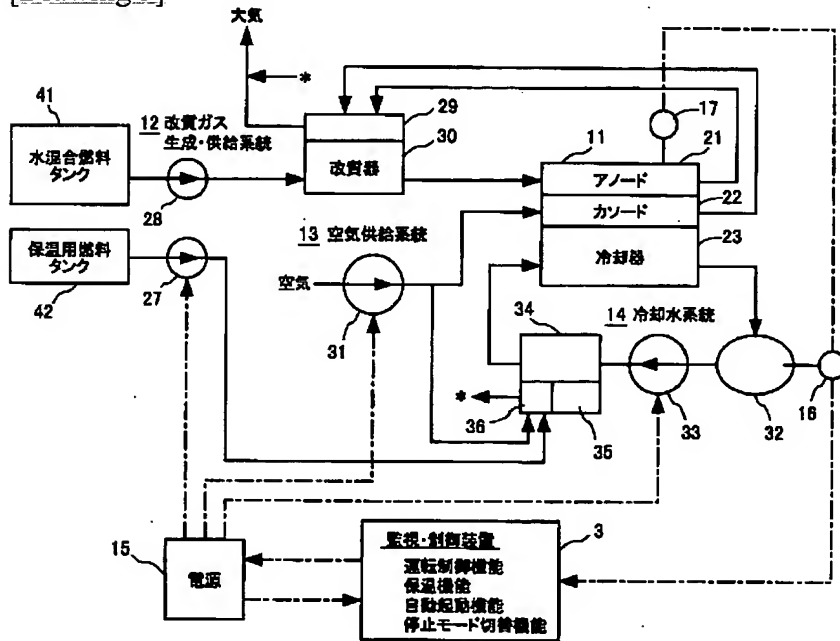 大気
*
41
12 改質ガス
生成・供給系統
29
30
17
水混合燃料
タンク
28
改質器
11
21
アノード
22
カソード
23
冷却器
13 空気供給系統
保温用燃料
タンク
27
42
空気
31
34
14 冷却水系統
*
36
35
33
32
16
15
電源
3
監視・制御装置
運転制御機能
保温機能
自動起動機能
停止モード切替機能